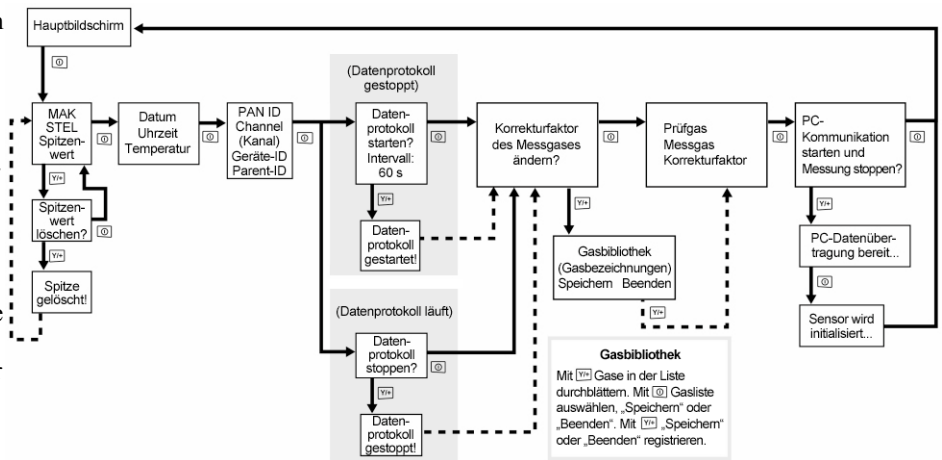 Hauptbildschirm
MAK
STEL
Spitzen-
wert
Y/+
Spitzen-
wert
löschen?
Y/+
Spitze
gelöscht!
Datum
Uhrzeit
Temperatur
PAN ID
Channel
(Kanal)
Geräte-ID
Parent-ID
(Datenprotokoll
gestoppt)
Daten-
protokoll
starten?
Intervall:
60 s
Y/+
Daten-
protokoll
gestartet!
(Datenprotokoll läuft)
Daten-
protokoll
stoppen?
Y/+
Daten-
protokoll
gestoppt!
Korrekturfaktor
des Messgases
ändern?
Y/+
Gasbibliothek
(Gasbezeichnungen)
Speichern Beenden
Y/+
Prüfgas
Messgas
Korrekturfaktor
PC-
Kommunikation
starten und
Messung stoppen?
Y/+
PC-Datenüber-
tragung bereit...
Sensor wird
initialisiert...
Gasbibliothek
Mit Y/+ Gase in der Liste
durchblättern. Mit Gasliste
auswählen, „Speichern“ oder
„Beenden“. Mit Y/+ „Speichern“
oder „Beenden“ registrieren.